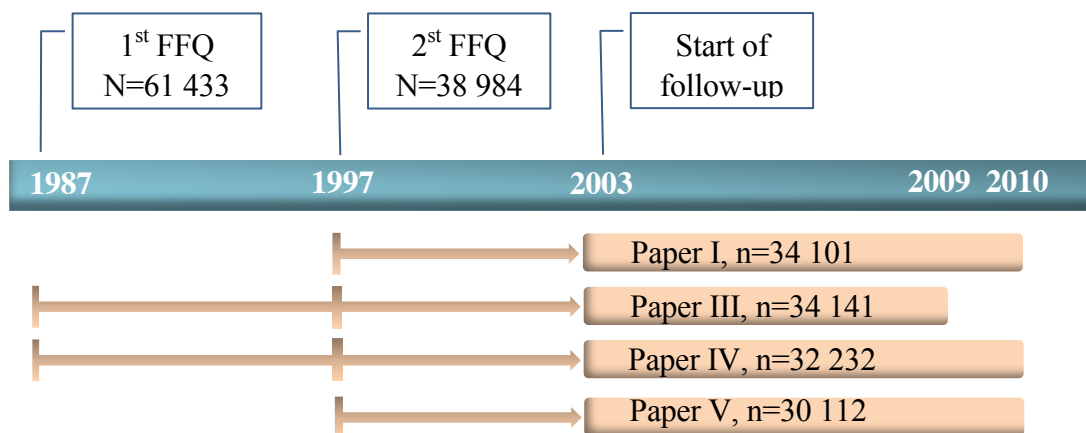 1st FFQ
N=61 433
2st FFQ
N=38 984
Start of
follow-up
1987 1997 2003 2009 2010
Paper I, n=34 101
Paper III, n=34 141
Paper IV, n=32 232
Paper V, n=30 112